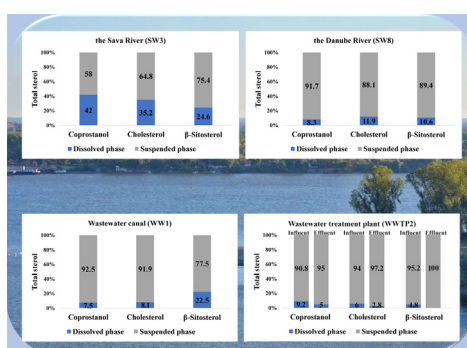 the Sava River (SW3)
Total sterol
100%
80%
60%
40%
20%
0%
58
64.8
75.4
42
35.2
24.6
Coprostanol Cholesterol β-Sitosterol
Dissolved phase Suspended phase
the Danube River (SW8)
Total sterol
100%
80%
60%
40%
20%
0%
91.7
88.1
89.4
8.3
11.9
10.6
Coprostanol Cholesterol β-Sitosterol
Dissolved phase Suspended phase
Wastewater canal (WW1)
Total sterol
100%
80%
60%
40%
20%
0%
92.5
91.9
77.5
7.5
8.1
22.5
Coprostanol Cholesterol β-Sitosterol
Dissolved phase Suspended phase
Wastewater treatment plant (WWTP2)
Influent Effluent Influent Effluent Influent Effluent
Total sterol
100%
80%
60%
40%
20%
0%
90.8 95 94 97.2 95.2 100
9.2 5 6 2.8 4.8
Coprostanol Cholesterol β-Sitosterol
Dissolved phase Suspended phase